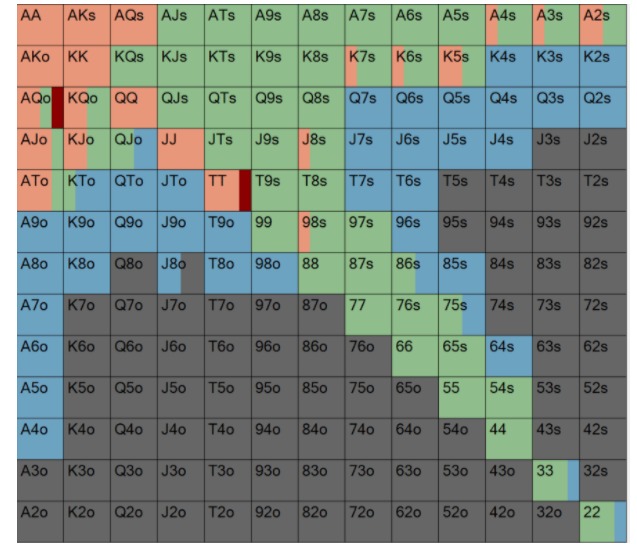 AA AKs AQs AJs ATs A9s A8s A7s A6s A5s A4s A3s A2s
AKo KK KQs KJs KTs K9s K8s K7s K6s K5s K4s K3s K2s
AQo KQo QQ QJs QTs Q9s Q8s Q7s Q6s Q5s Q4s Q3s Q2s
AJo KJo QJo JJ JTs J9s J8s J7s J6s J5s J4s J3s J2s
ATo KTo QTo JTo TT T9s T8s T7s T6s T5s T4s T3s T2s
A9o K9o Q9o J9o T9o 99 98s 97s 96s 95s 94s 93s 92s
A8o K8o Q8o J8o T8o 98o 88 87s 86s 85s 84s 83s 82s
A7o K7o Q7o J7o T7o 97o 87o 77 76s 75s 74s 73s 72s
A6o K6o Q6o J6o T6o 96o 86o 76o 66 65s 64s 63s 62s
A5o K5o Q5o J5o T5o 95o 85o 75o 65o 55 54s 53s 52s
A4o K4o Q4o J4o T4o 94o 84o 74o 64o 54o 44 43s 42s
A3o K3o Q3o J3o T3o 93o 83o 73o 63o 53o 43o 33 32s
A2o K2o Q2o J2o T2o 92o 82o 72o 62o 52o 42o 32o 22